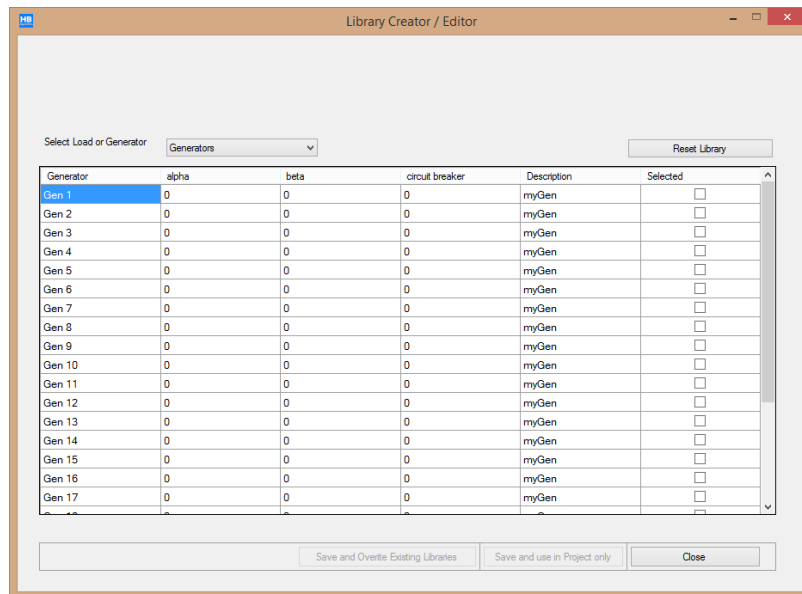 HB Library Creator / Editor
Select Load or Generator Generators Reset Library
Generator alpha beta circuit breaker Description Selected
Gen 1 0 0 0 myGen
Gen 2 0 0 0 myGen
Gen 3 0 0 0 myGen
Gen 4 0 0 0 myGen
Gen 5 0 0 0 myGen
Gen 6 0 0 0 myGen
Gen 7 0 0 0 myGen
Gen 8 0 0 0 myGen
Gen 9 0 0 0 myGen
Gen 10 0 0 0 myGen
Gen 11 0 0 0 myGen
Gen 12 0 0 0 myGen
Gen 13 0 0 0 myGen
Gen 14 0 0 0 myGen
Gen 15 0 0 0 myGen
Gen 16 0 0 0 myGen
Gen 17 0 0 0 myGen
Save and Overite Existing Libraries Save and use in Project only Close